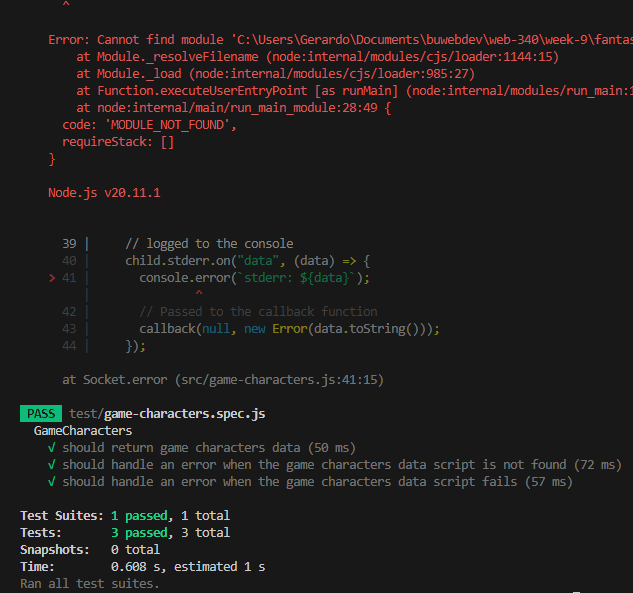 ^
Error: Cannot find module 'C:\Users\Gerardo\Documents\buwebdev\web-340\week-9\fantas
at Module._resolveFilename (node:internal/modules/cjs/loader:1144:15)
at Module._load (node:internal/modules/cjs/loader:985:27)
at Function.executeUserEntryPoint [as runMain] (node:internal/modules/run_main:1
at node:internal/main/run_main_module:28:49 {
code: 'MODULE_NOT_FOUND',
requireStack: []
}
Node.js v20.11.1
39 |     // logged to the console
40 |     child.stderr.on("data", (data) => {
> 41 |       console.error(`stderr: ${data}`);
|               ^
42 |       // Passed to the callback function
43 |       callback(null, new Error(data.toString()));
44 |     });
at Socket.error (src/game-characters.js:41:15)
PASS test/game-characters.spec.js
GameCharacters
√ should return game characters data (50 ms)
√ should handle an error when the game characters data script is not found (72 ms)
√ should handle an error when the game characters data script fails (57 ms)
Test Suites: 1 passed, 1 total
Tests:       3 passed, 3 total
Snapshots:   0 total
Time:        0.608 s, estimated 1 s
Ran all test suites.